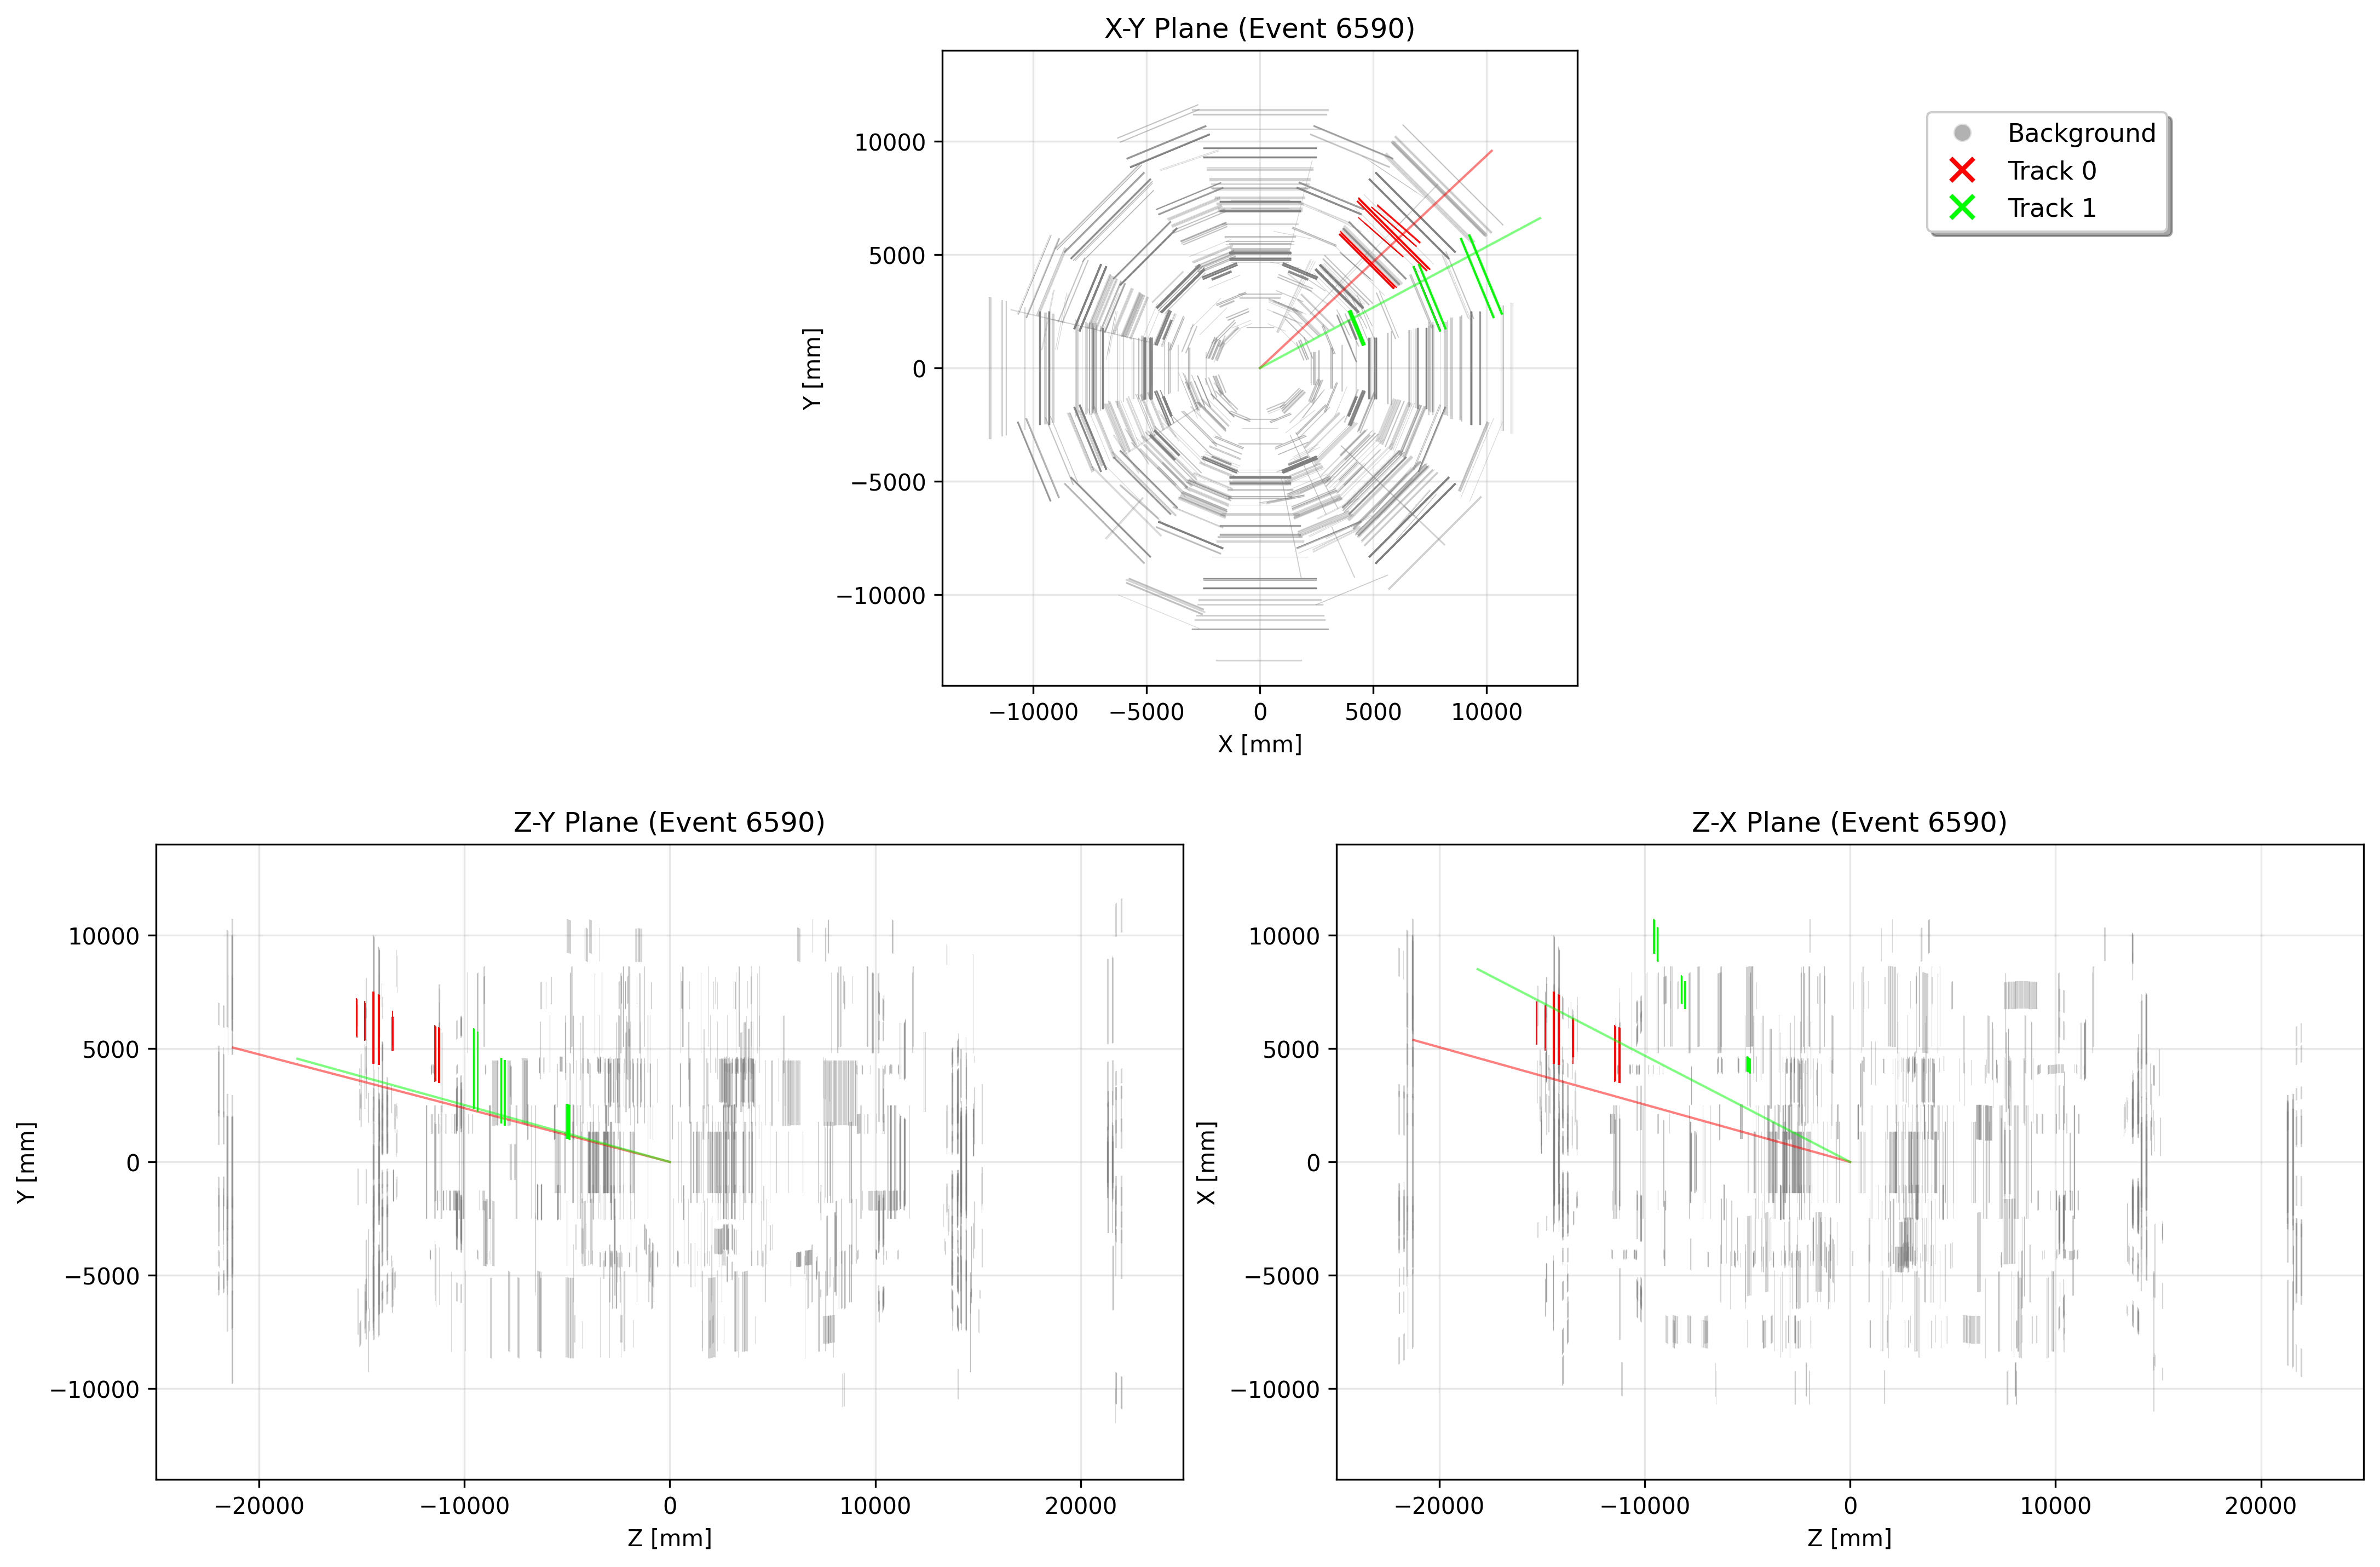 X-Y Plane (Event 6590)
10000
5000
0
−5000
−10000
Y [mm]
−10000 −5000 0 5000 10000
X [mm]
Background
Track 0
Track 1
Z-Y Plane (Event 6590)
10000
5000
0
−5000
−10000
Y [mm]
−20000 −10000 0 10000 20000
Z [mm]
Z-X Plane (Event 6590)
10000
5000
0
−5000
−10000
X [mm]
−20000 −10000 0 10000 20000
Z [mm]